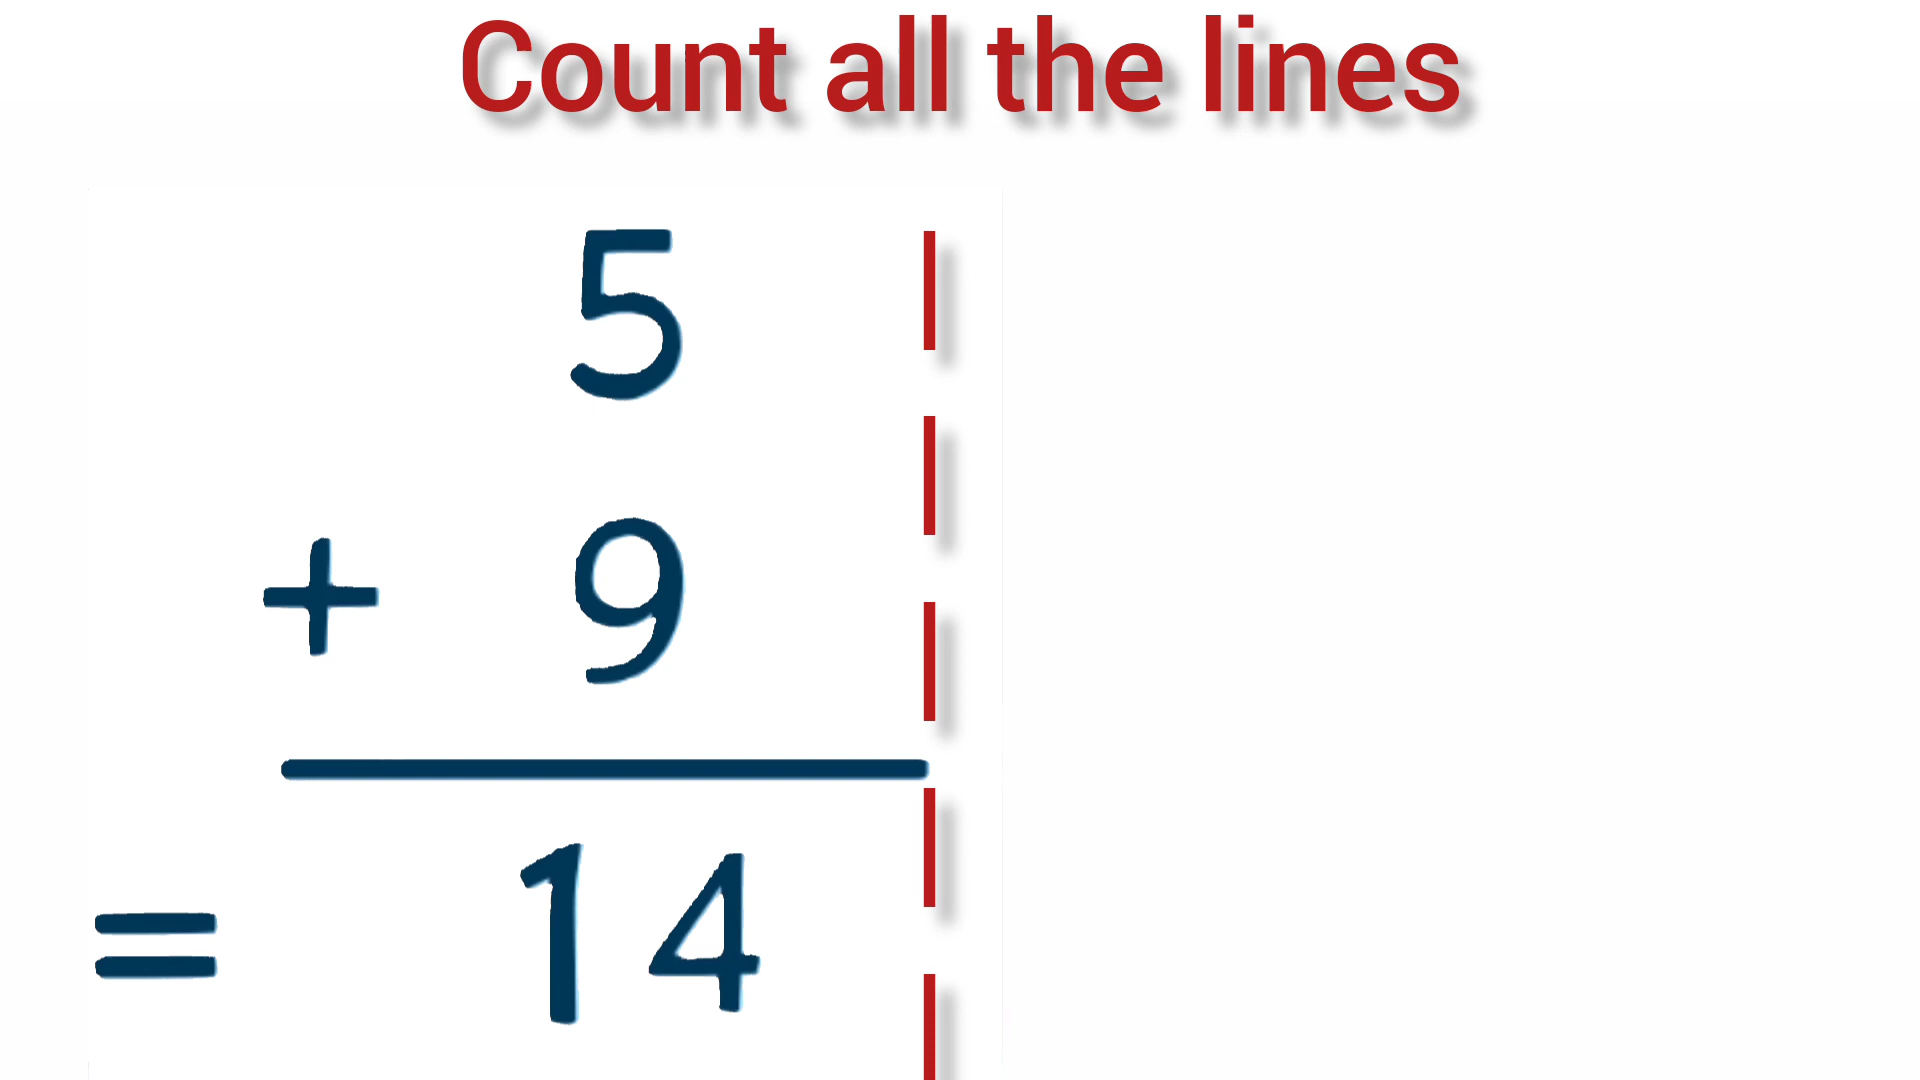 Count all the lines
5
+ 9
= 14